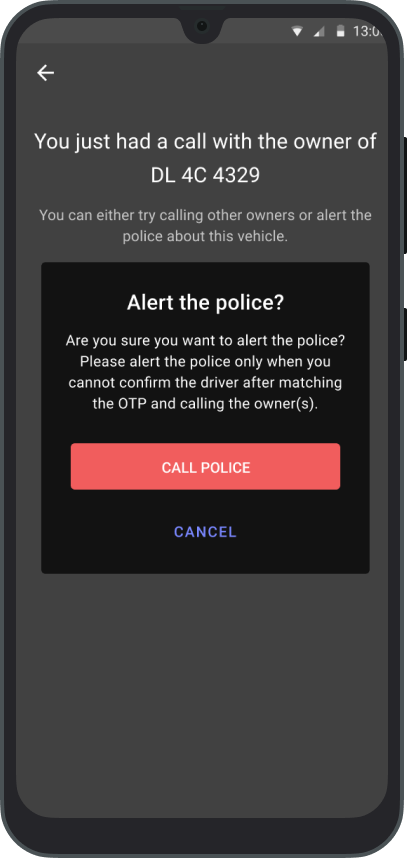 13:0
You just had a call with the owner of
DL 4C 4329
You can either try calling other owners or alert the
police about this vehicle.
Alert the police?
Are you sure you want to alert the police?
Please alert the police only when you
cannot confirm the driver after matching
the OTP and calling the owner(s).
CALL POLICE
CANCEL